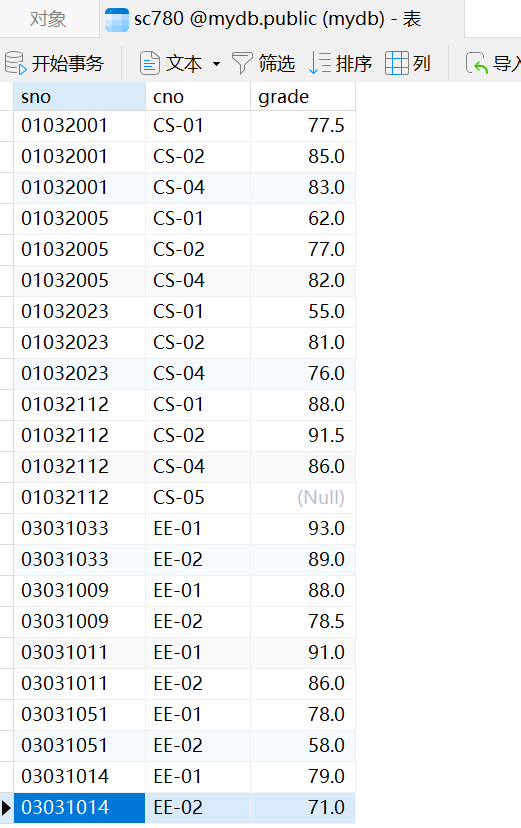 对象 sc780 @mydb.public (mydb) - 表
开始事务 文本 筛选 排序 列 导入
sno cno grade
01032001 CS-01 77.5
01032001 CS-02 85.0
01032001 CS-04 83.0
01032005 CS-01 62.0
01032005 CS-02 77.0
01032005 CS-04 82.0
01032023 CS-01 55.0
01032023 CS-02 81.0
01032023 CS-04 76.0
01032112 CS-01 88.0
01032112 CS-02 91.5
01032112 CS-04 86.0
01032112 CS-05 (Null)
03031033 EE-01 93.0
03031033 EE-02 89.0
03031009 EE-01 88.0
03031009 EE-02 78.5
03031011 EE-01 91.0
03031011 EE-02 86.0
03031051 EE-01 78.0
03031051 EE-02 58.0
03031014 EE-01 79.0
03031014 EE-02 71.0